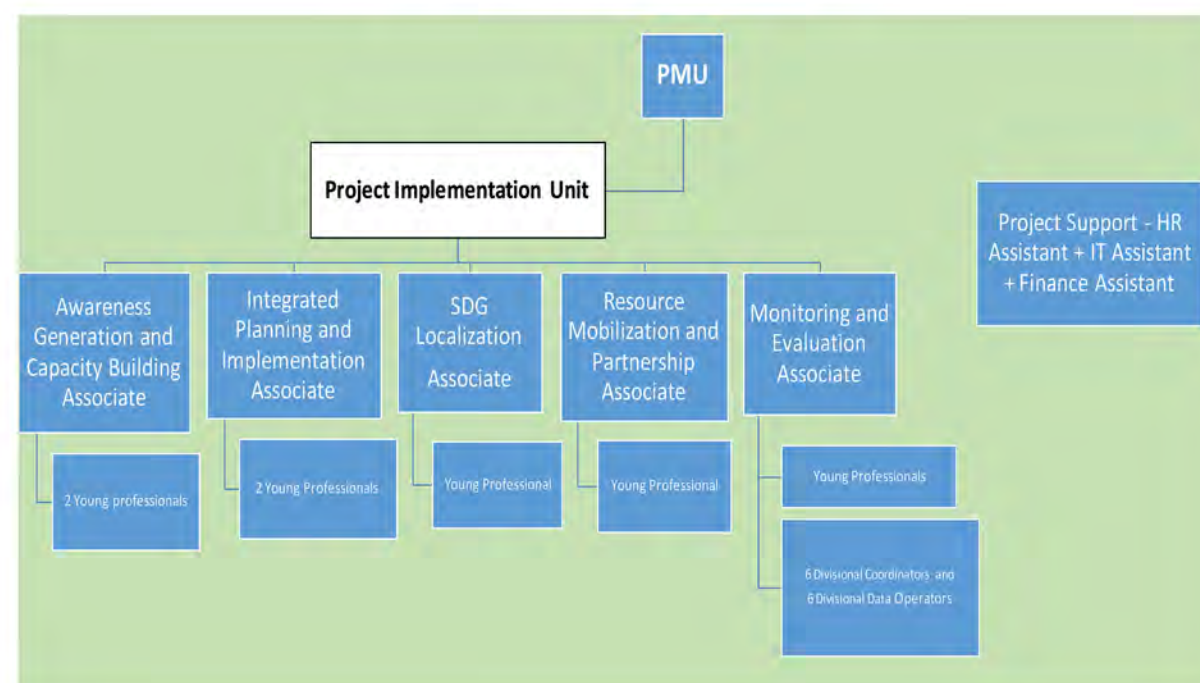 PMU
Project Implementation Unit
Project Support - HR
Assistant + IT Assistant
+ Finance Assistant
Awareness
Generation and
Capacity Building
Associate
Integrated
Planning and
Implementation
Associate
SDG
Localization
Associate
Resource
Mobilization and
Partnership
Associate
Monitoring and
Evaluation
Associate
2 Young professionals
2 Young Professionals
Young Professional
Young Professional
Young Professionals
6 Divisional Coordinators and
6 Divisional Data Operators